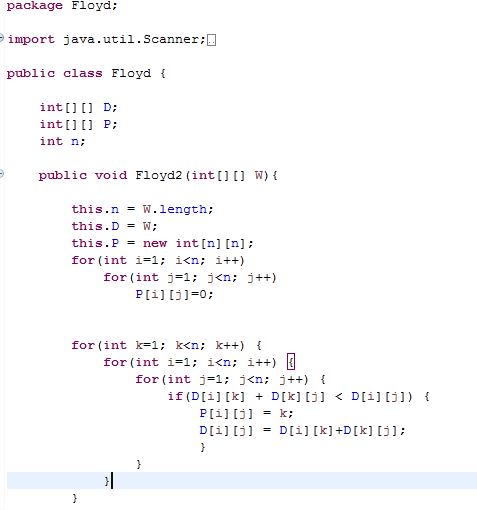 package Floyd;
import java.util.Scanner;
public class Floyd {
int[][] D;
int[][] P;
int n;
public void Floyd2(int[][] W){
this.n = W.length;
this.D = W;
this.P = new int[n][n];
for(int i=1; i<n; i++)
for(int j=1; j<n; j++)
P[i][j]=0;
for(int k=1; k<n; k++) {
for(int i=1; i<n; i++) {
for(int j=1; j<n; j++) {
if(D[i][k] + D[k][j] < D[i][j]) {
P[i][j] = k;
D[i][j] = D[i][k]+D[k][j];
}
}
}
}